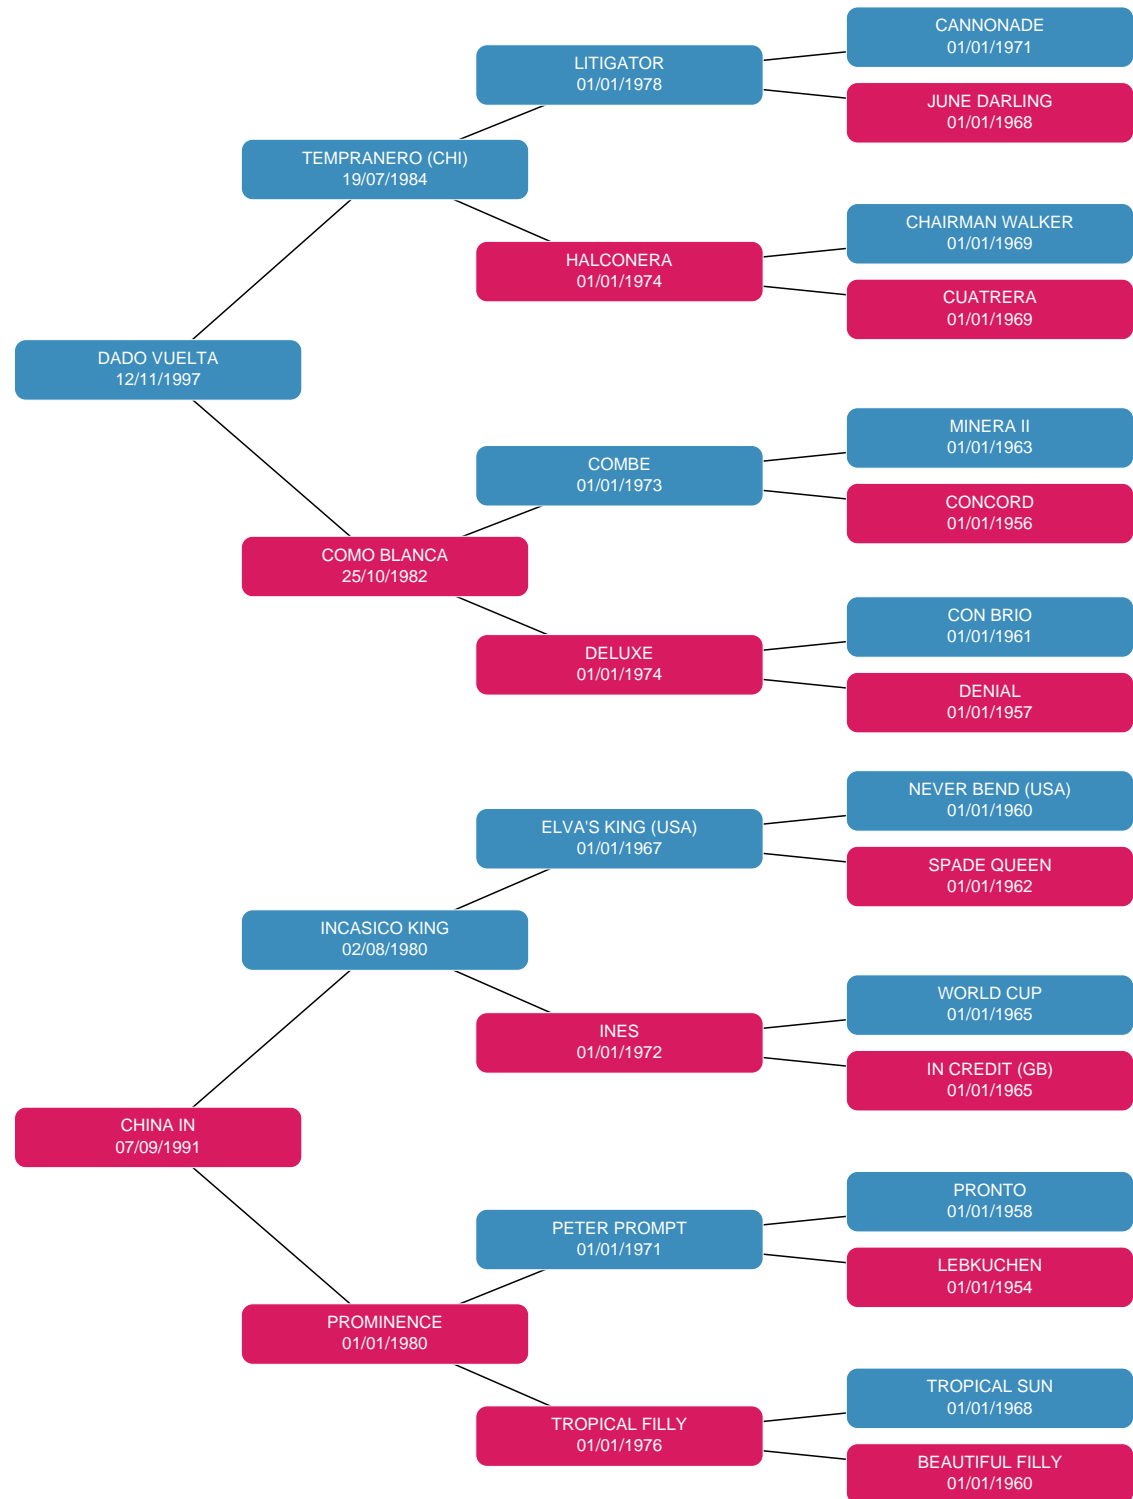 CANNONADE
01/01/1971
LITIGATOR
01/01/1978
JUNE DARLING
01/01/1968
TEMPRANERO (CHI)
19/07/1984
CHAIRMAN WALKER
01/01/1969
HALCONERA
01/01/1974
CUATRERA
01/01/1969
DADO VUELTA
12/11/1997
MINERA II
01/01/1963
COMBE
01/01/1973
CONCORD
01/01/1956
COMO BLANCA
25/10/1982
CON BRIO
01/01/1961
DELUXE
01/01/1974
DENIAL
01/01/1957
NEVER BEND (USA)
01/01/1960
ELVA'S KING (USA)
01/01/1967
SPADE QUEEN
01/01/1962
INCASICO KING
02/08/1980
WORLD CUP
01/01/1965
INES
01/01/1972
IN CREDIT (GB)
01/01/1965
CHINA IN
07/09/1991
PRONTO
01/01/1958
PETER PROMPT
01/01/1971
LEBKUCHEN
01/01/1954
PROMINENCE
01/01/1980
TROPICAL SUN
01/01/1968
TROPICAL FILLY
01/01/1976
BEAUTIFUL FILLY
01/01/1960